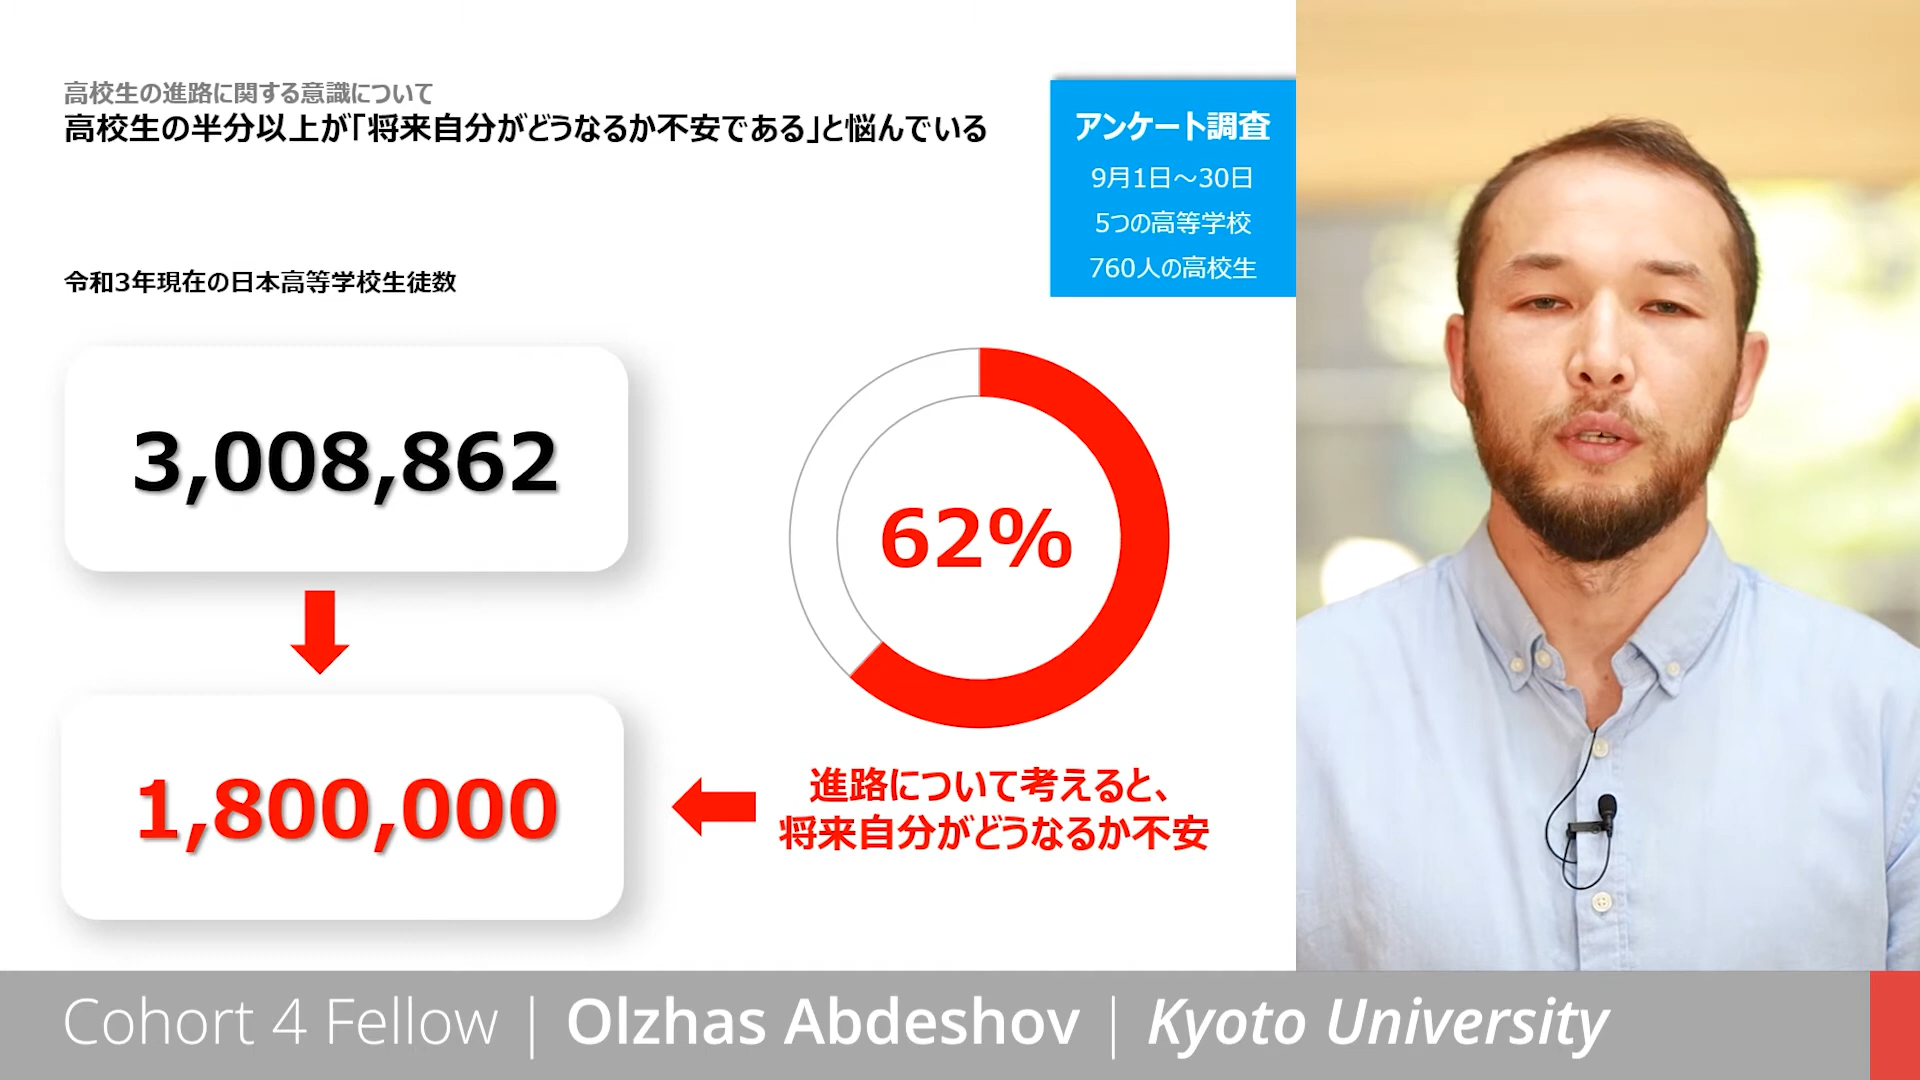 高校生の進路に関する意識について
高校生の半分以上が「将来自分がどうなるか不安である」と悩んでいる
アンケート調査
9月1日～30日
5つの高等学校
760人の高校生
令和3年現在の日本高等学校生徒数
3,008,862
62%
1,800,000
進路について考えると、
将来自分がどうなるか不安
Cohort 4 Fellow | Olzhas Abdeshov | Kyoto University